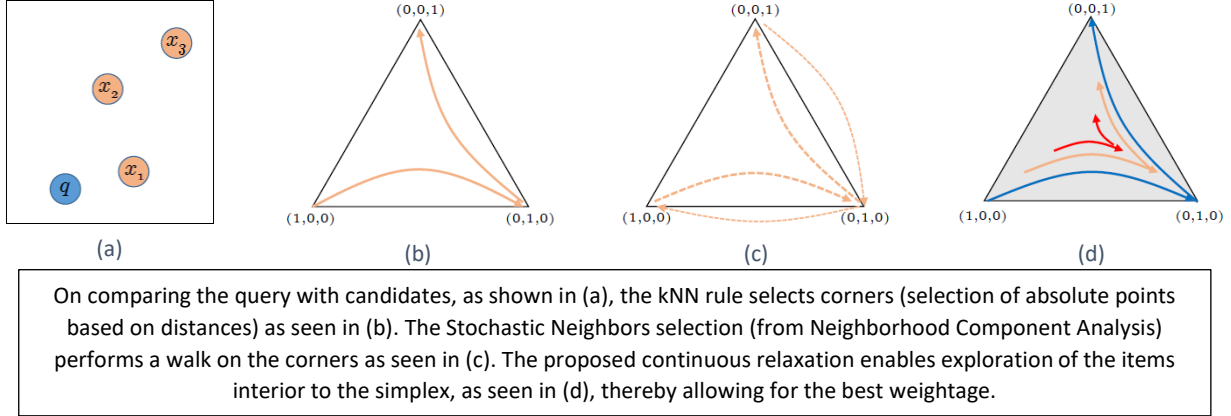 (0,0,1) (0,0,1) (0,0,1)
x3
x2
x1
q
(1,0,0) (0,1,0) (1,0,0) (0,1,0) (1,0,0) (0,1,0)
(a) (b) (c) (d)
On comparing the query with candidates, as shown in (a), the kNN rule selects corners (selection of absolute points
based on distances) as seen in (b). The Stochastic Neighbors selection (from Neighborhood Component Analysis)
performs a walk on the corners as seen in (c). The proposed continuous relaxation enables exploration of the items
interior to the simplex, as seen in (d), thereby allowing for the best weightage.